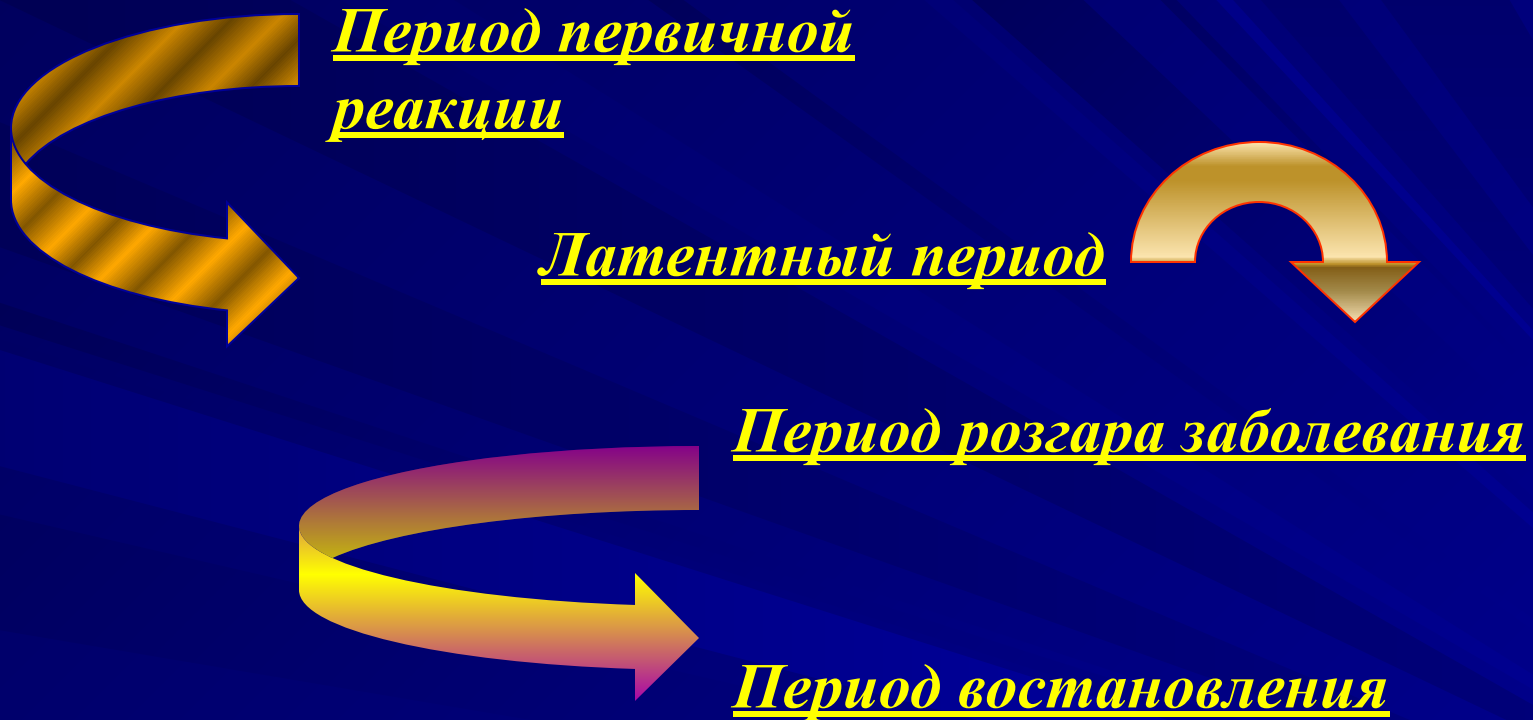 Период первичной
реакции
Латентный период
Период розгара заболевания
Период востановления